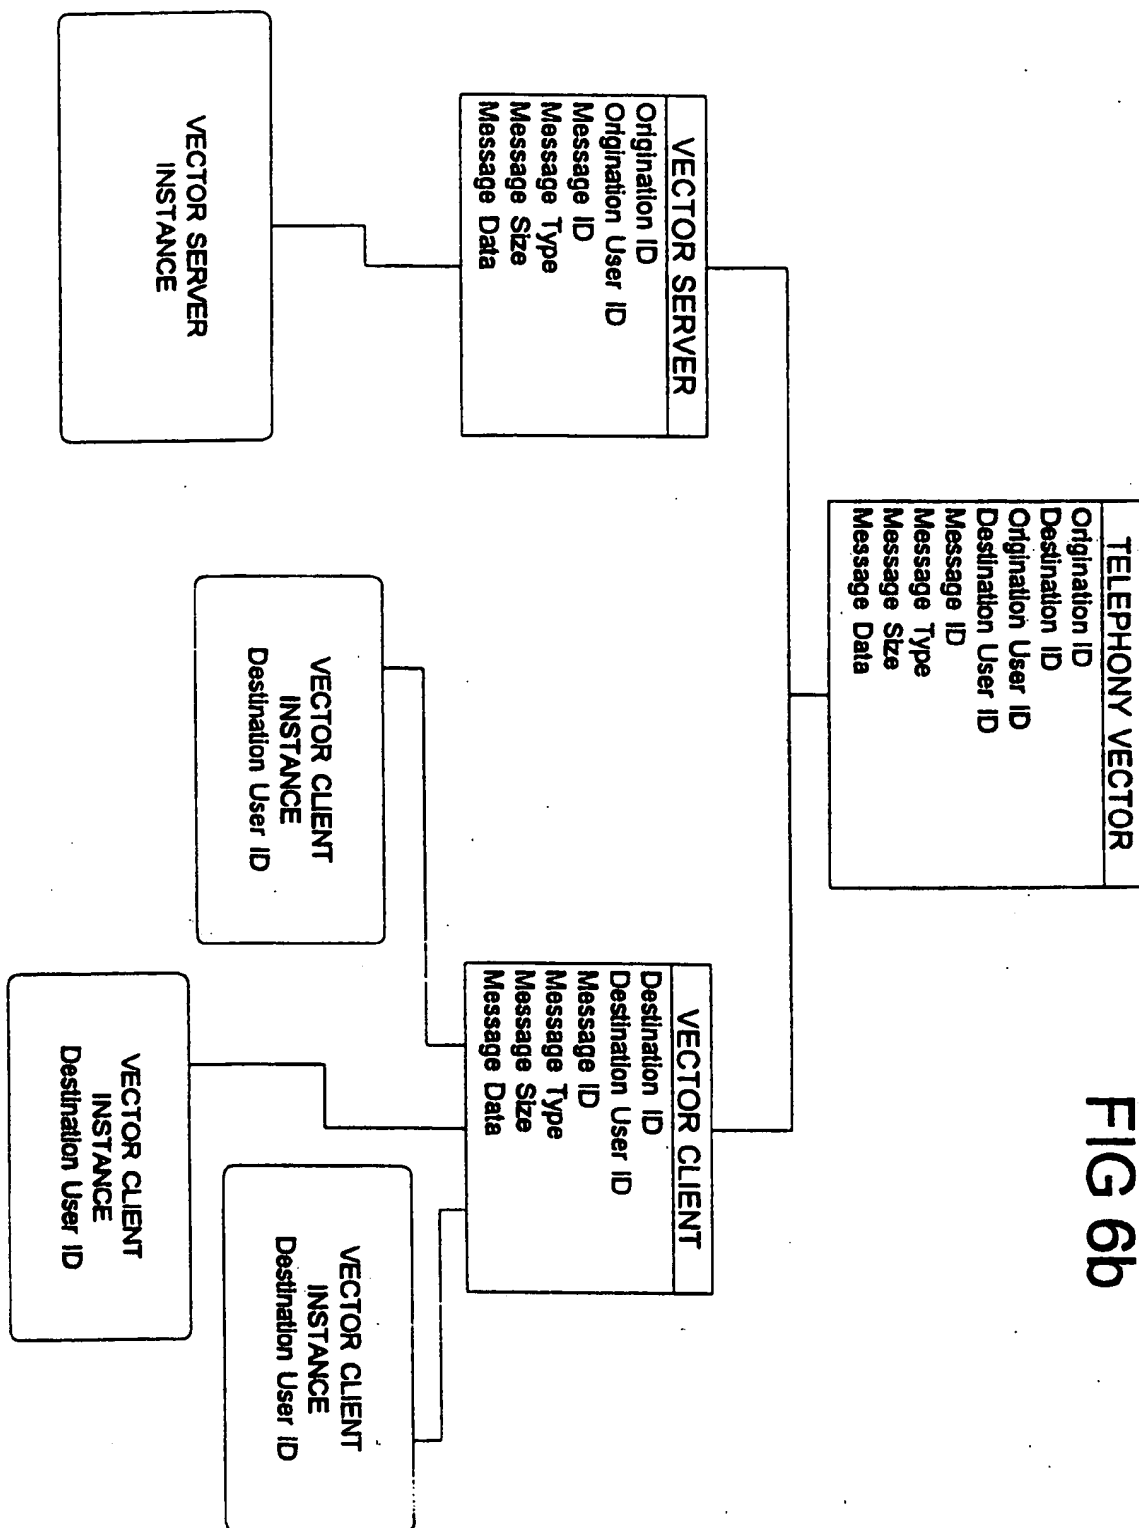 FIG 6b
TELEPHONY VECTOR
Origination ID
Destination ID
Origination User ID
Destination User ID
Message ID
Message Type
Message Size
Message Data
VECTOR SERVER
Origination ID
Origination User ID
Message ID
Message Type
Message Size
Message Data
VECTOR CLIENT
Destination ID
Destination User ID
Message ID
Message Type
Message Size
Message Data
VECTOR SERVER
INSTANCE
VECTOR CLIENT
INSTANCE
Destination User ID
VECTOR CLIENT
INSTANCE
Destination User ID
VECTOR CLIENT
INSTANCE
Destination User ID